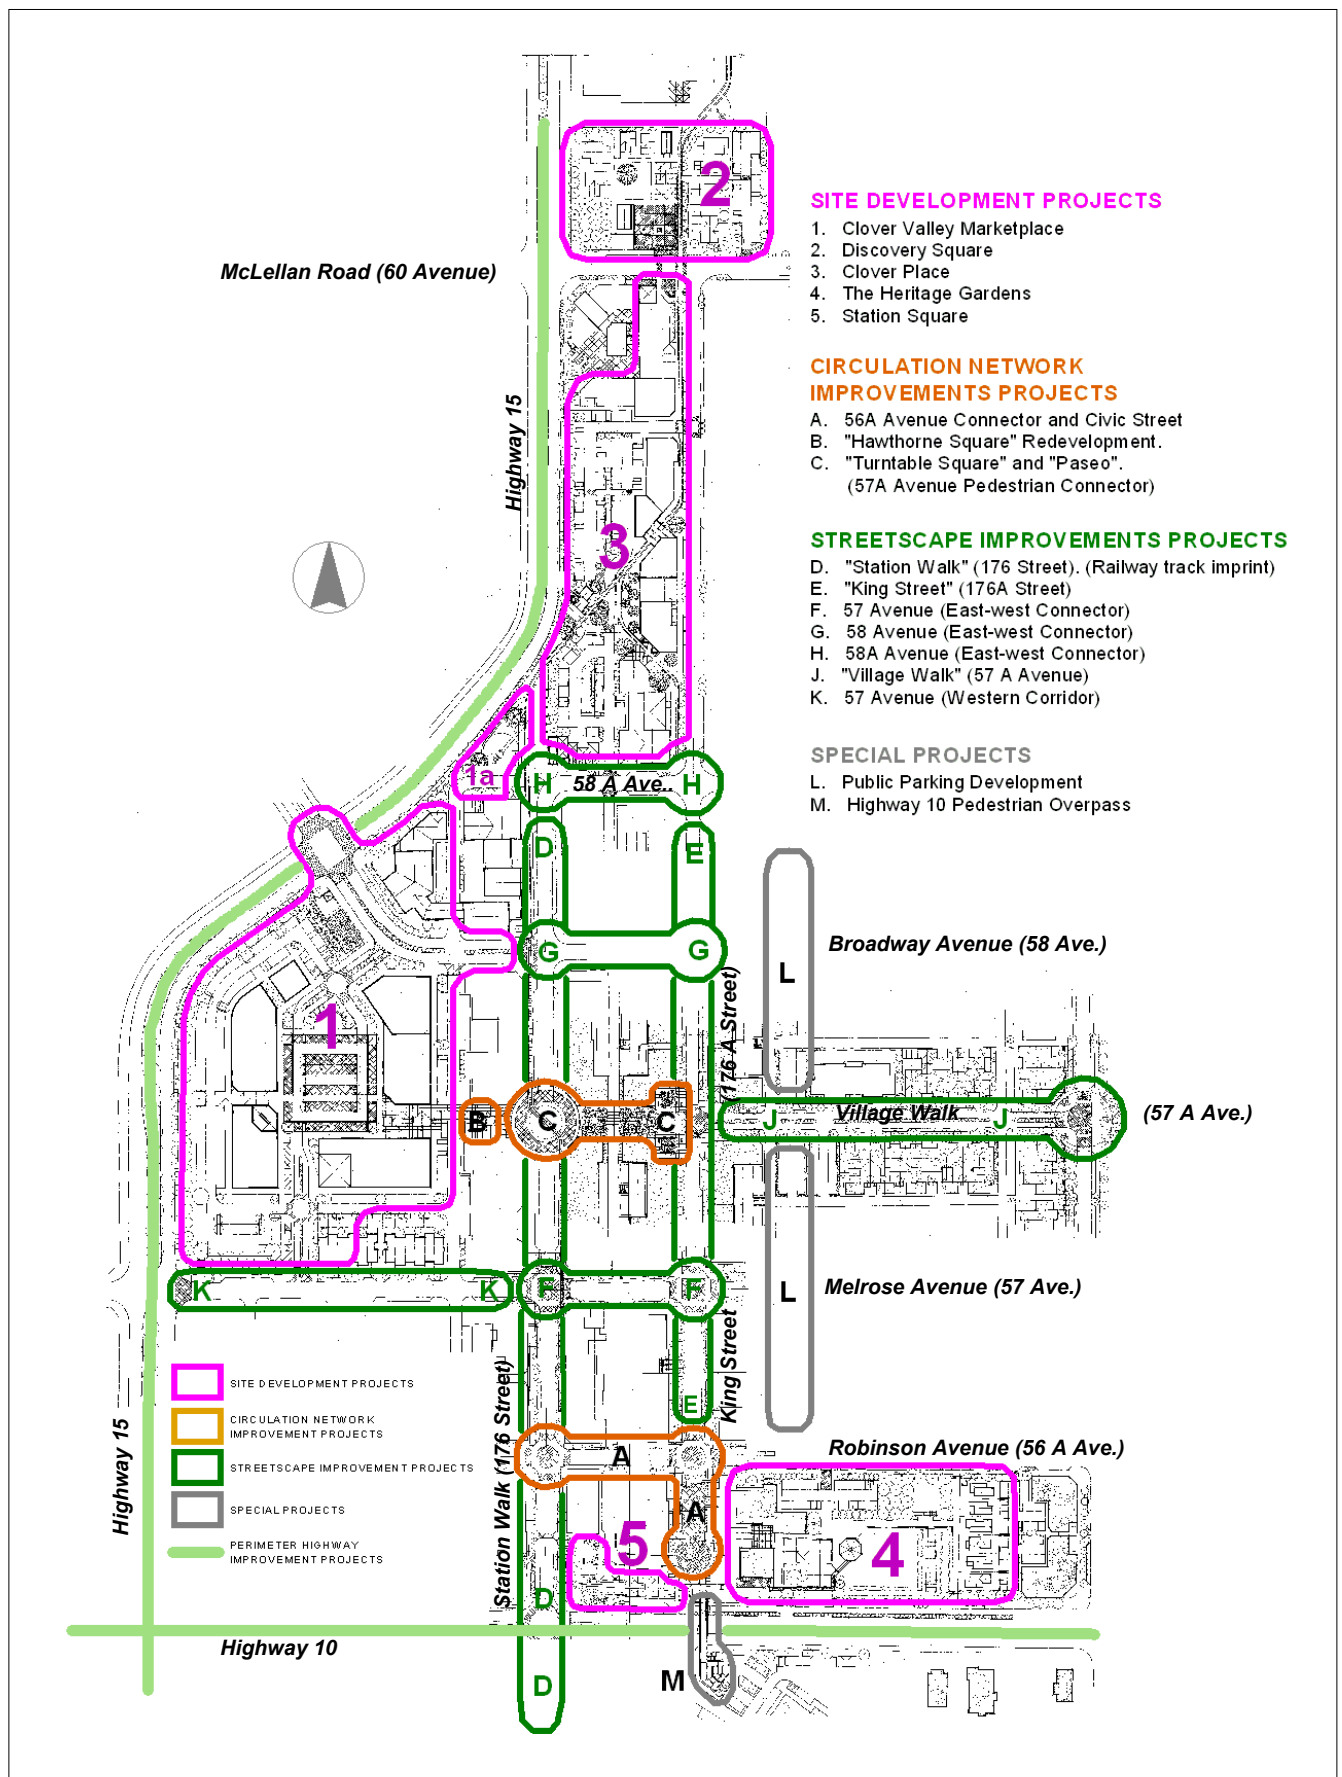 2
SITE DEVELOPMENT PROJECTS
1. Clover Valley Marketplace
2. Discovery Square
3. Clover Place
4. The Heritage Gardens
5. Station Square
McLellan Road (60 Avenue)
CIRCULATION NETWORK
IMPROVEMENTS PROJECTS
A. 56A Avenue Connector and Civic Street
B. "Hawthorne Square" Redevelopment.
C. "Turntable Square" and "Paseo".
(57A Avenue Pedestrian Connector)
Highway 15
3
STREETSCAPE IMPROVEMENTS PROJECTS
D. "Station Walk" (176 Street). (Railway track imprint)
E. "King Street" (176A Street)
F. 57 Avenue (East-west Connector)
G. 58 Avenue (East-west Connector)
H. 58A Avenue (East-west Connector)
J. "Village Walk" (57 A Avenue)
K. 57 Avenue (Western Corridor)
SPECIAL PROJECTS
L. Public Parking Development
M. Highway 10 Pedestrian Overpass
1a
H 58 A Ave.. H
D E
G G
Broadway Avenue (58 Ave.)
L
(176 A Street)
1
B C C
J Village Walk J
(57 A Ave.)
K K F F
L
Melrose Avenue (57 Ave.)
King Street
E
Station Walk (176 Street)
Highway 15
SITE DEVELOPMENT PROJECTS
CIRCULATION NETWORK
IMPROVEMENT PROJECTS
STREETSCAPE IMPROVEMENT PROJECTS
SPECIAL PROJECTS
PERIMETER HIGHWAY
IMPROVEMENT PROJECTS
A
Robinson Avenue (56 A Ave.)
A
5
4
D
Highway 10
D
M